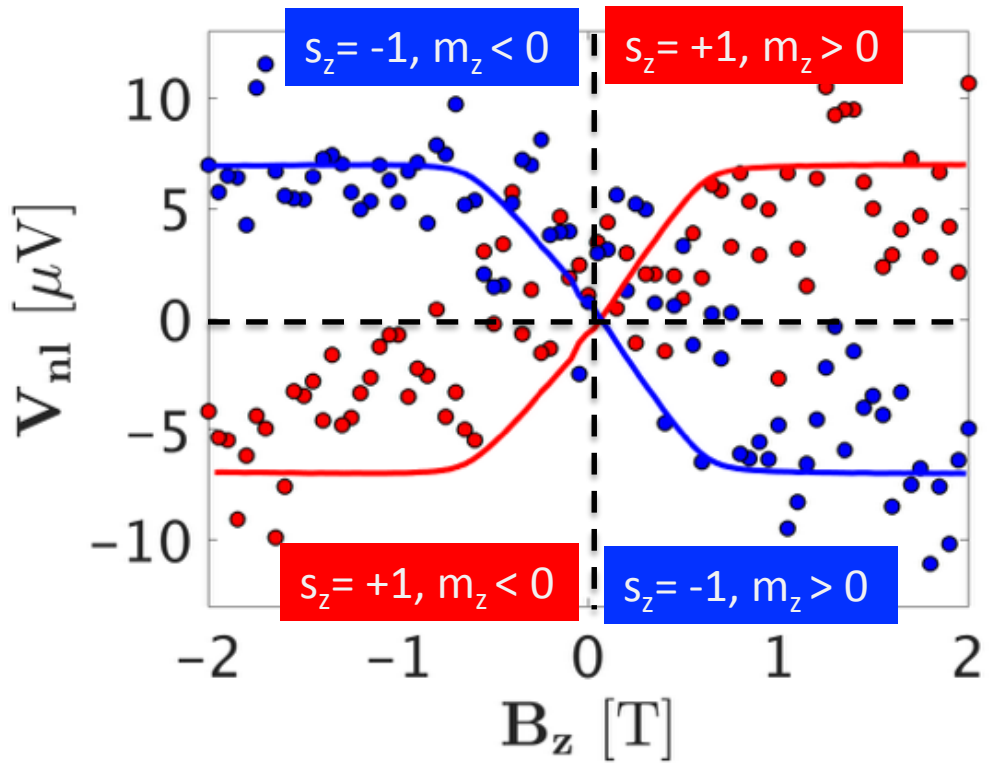 s_z= -1, m_z < 0
s_z= +1, m_z > 0
10
5
0
−5
−10
V_nl [μV]
s_z= +1, m_z < 0
s_z= -1, m_z > 0
−2 −1 0 1 2
B_z [T]